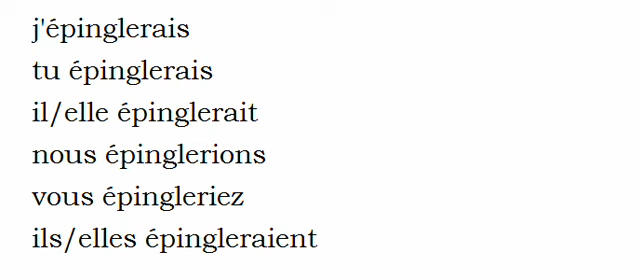 j'épinglerais
tu épinglerais
il/elle épinglerait
nous épinglerions
vous épingleriez
ils/elles épingleraient